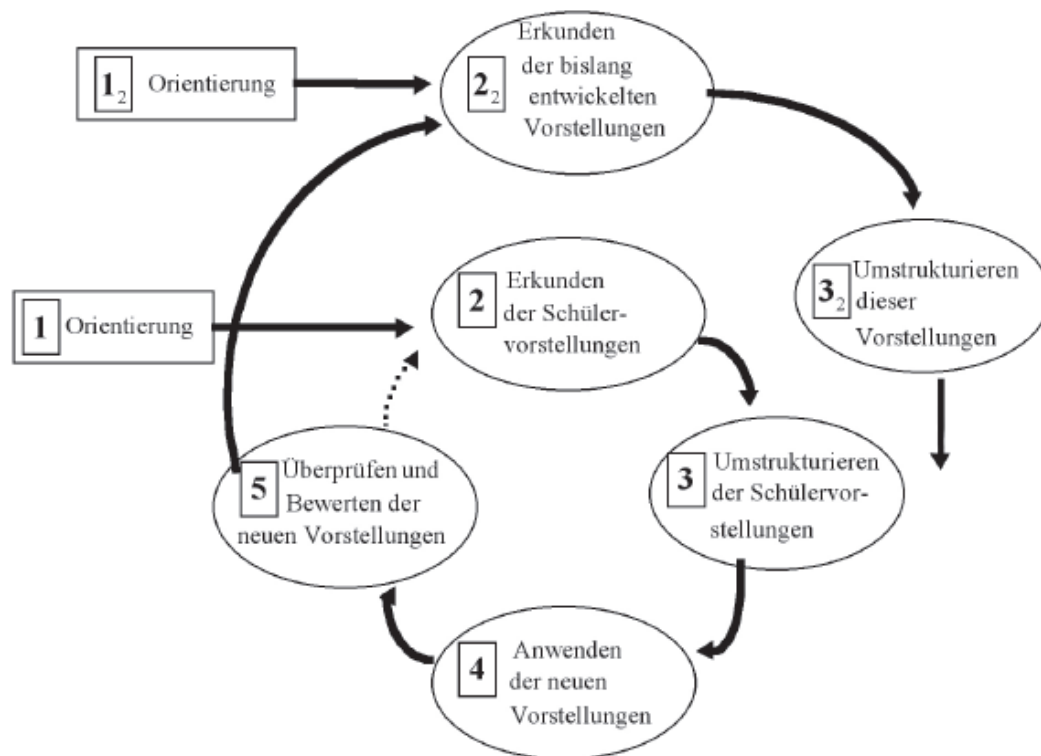 1₂ Orientierung
2₂ Erkunden
der bislang
entwickelten
Vorstellungen
3₂ Umstrukturieren
dieser
Vorstellungen
1 Orientierung
2 Erkunden
der Schüler-
vorstellungen
3 Umstrukturieren
der Schülervor-
stellungen
4 Anwenden
der neuen
Vorstellungen
5 Überprüfen und
Bewerten der
neuen Vorstellungen